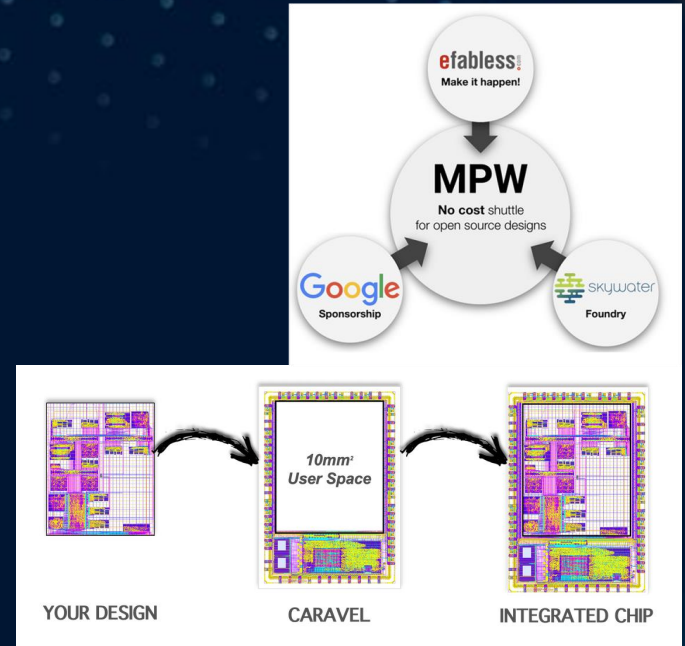 efabless.com
Make it happen!
MPW
No cost shuttle
for open source designs
Google
Sponsorship
skywater
Foundry
10mm²
User Space
YOUR DESIGN
CARAVEL
INTEGRATED CHIP